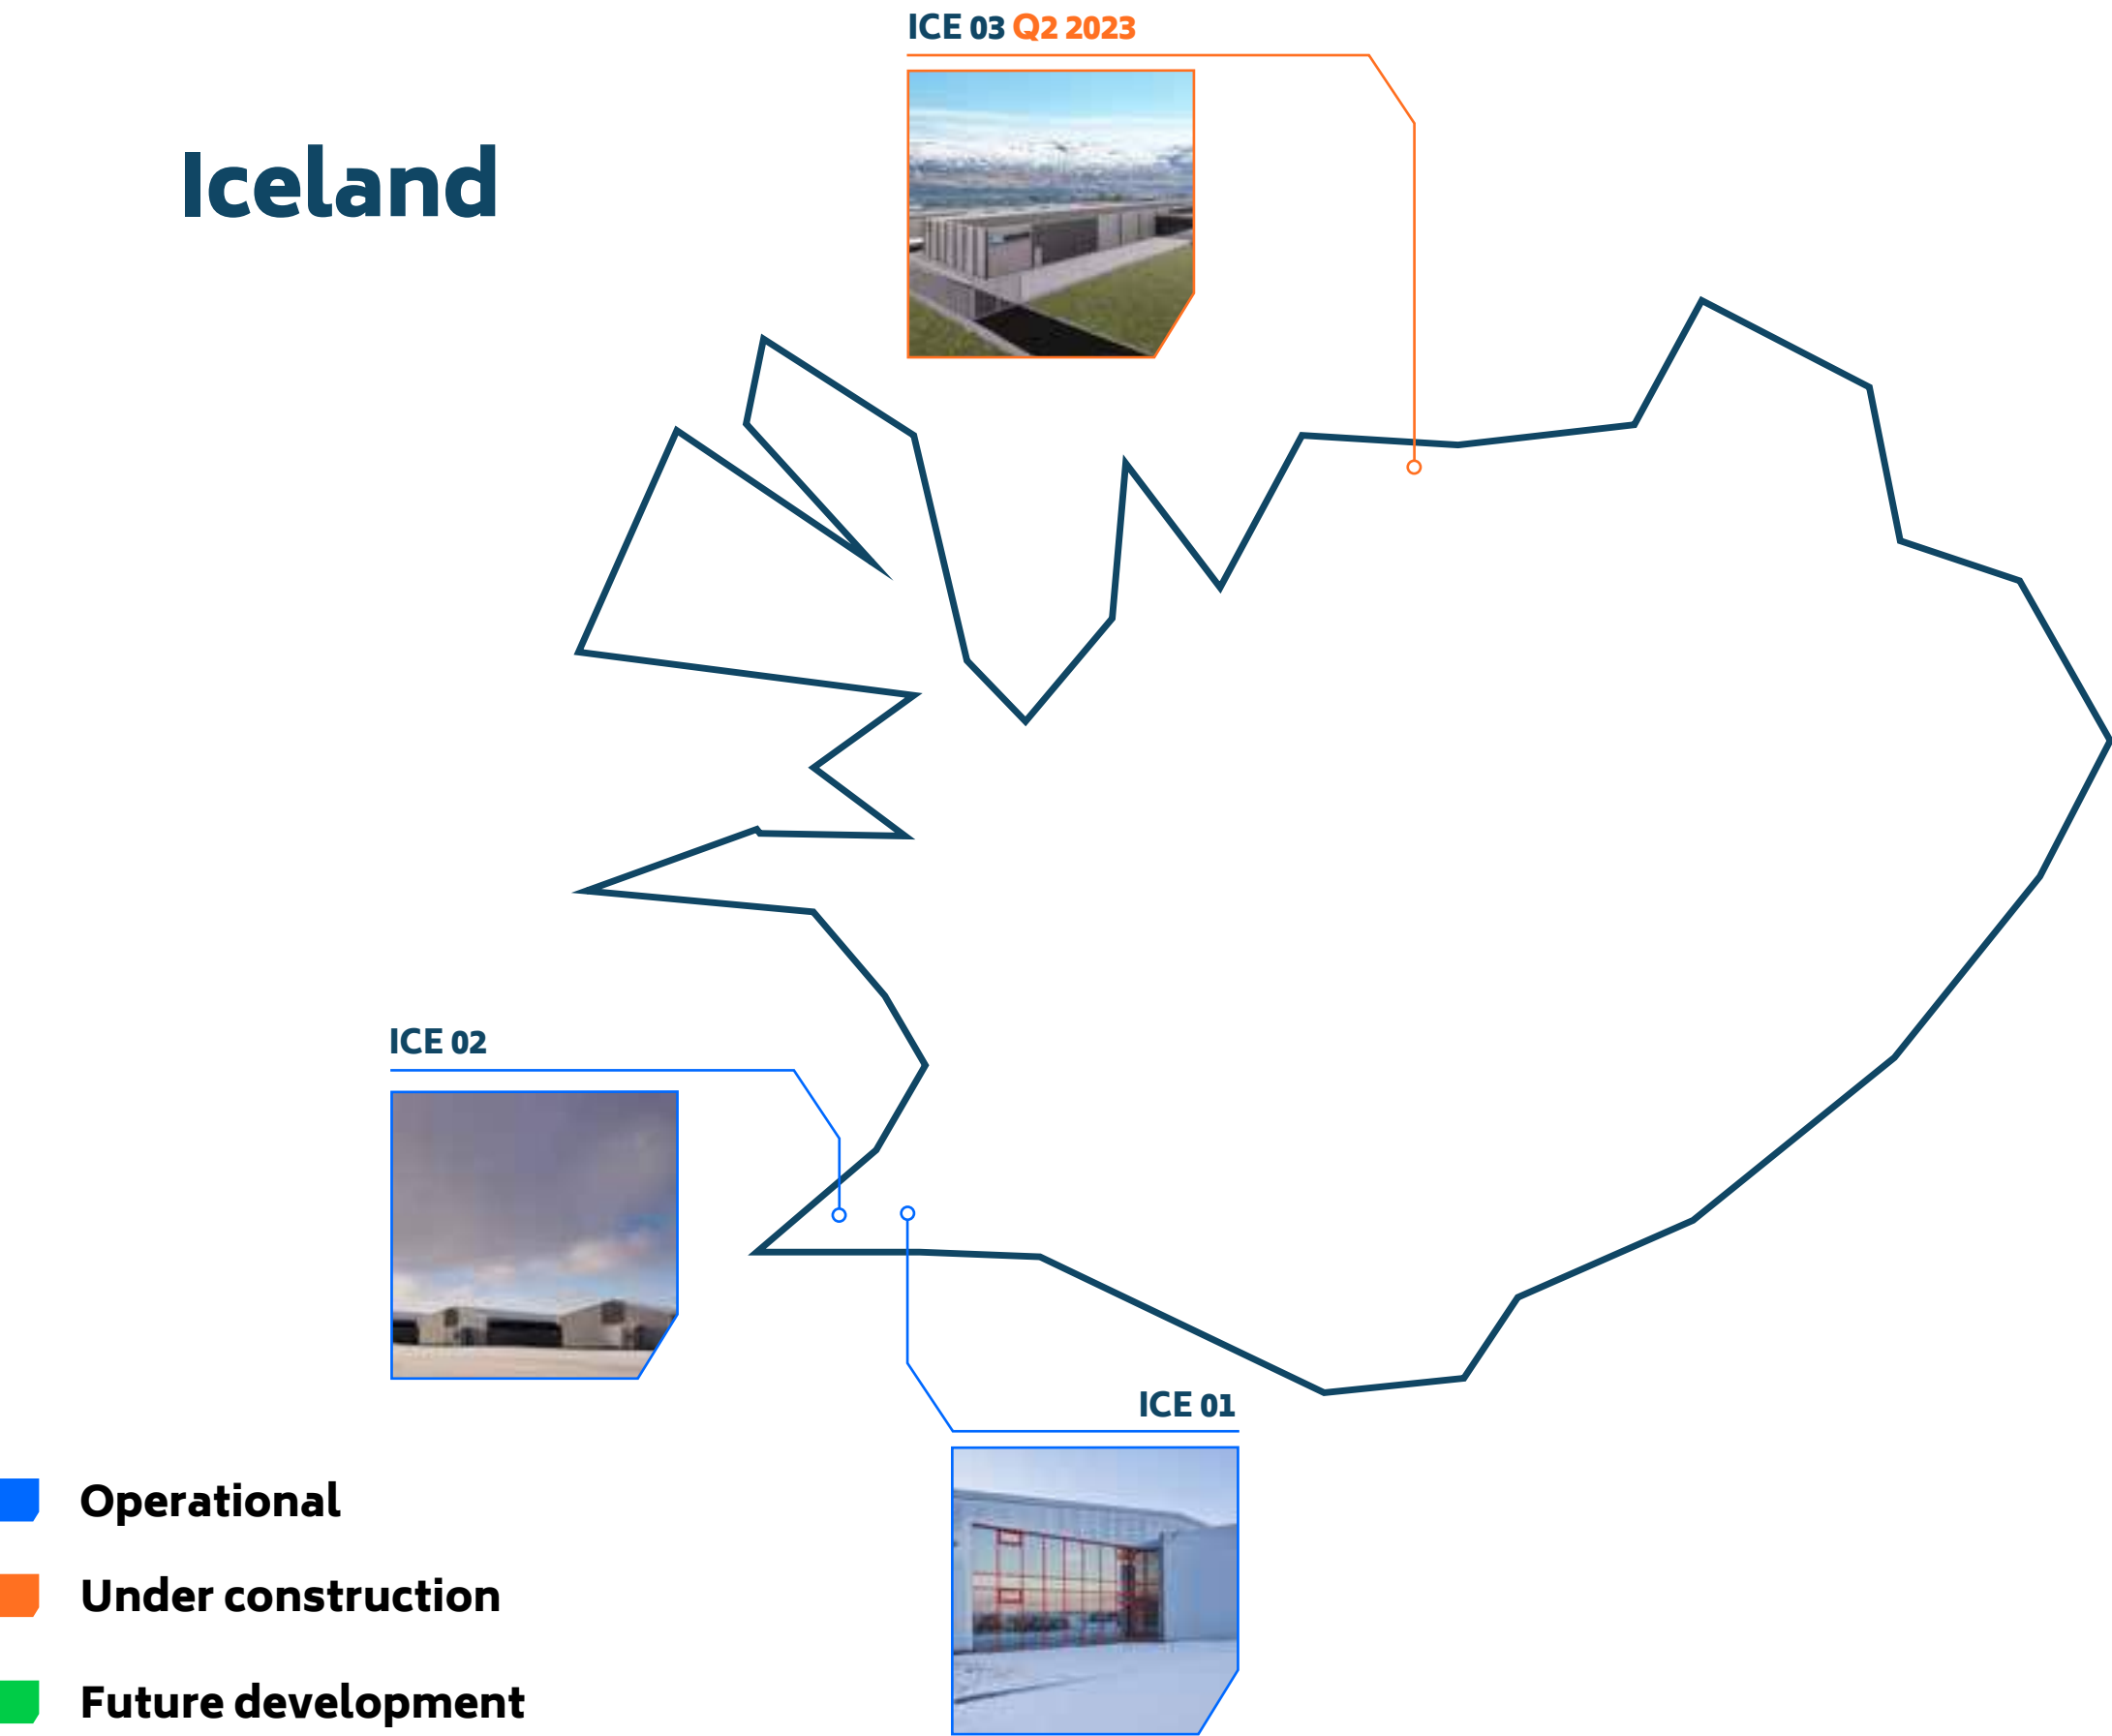 ICE 03 Q2 2023
Iceland
ICE 02
ICE 01
Operational
Under construction
Future development